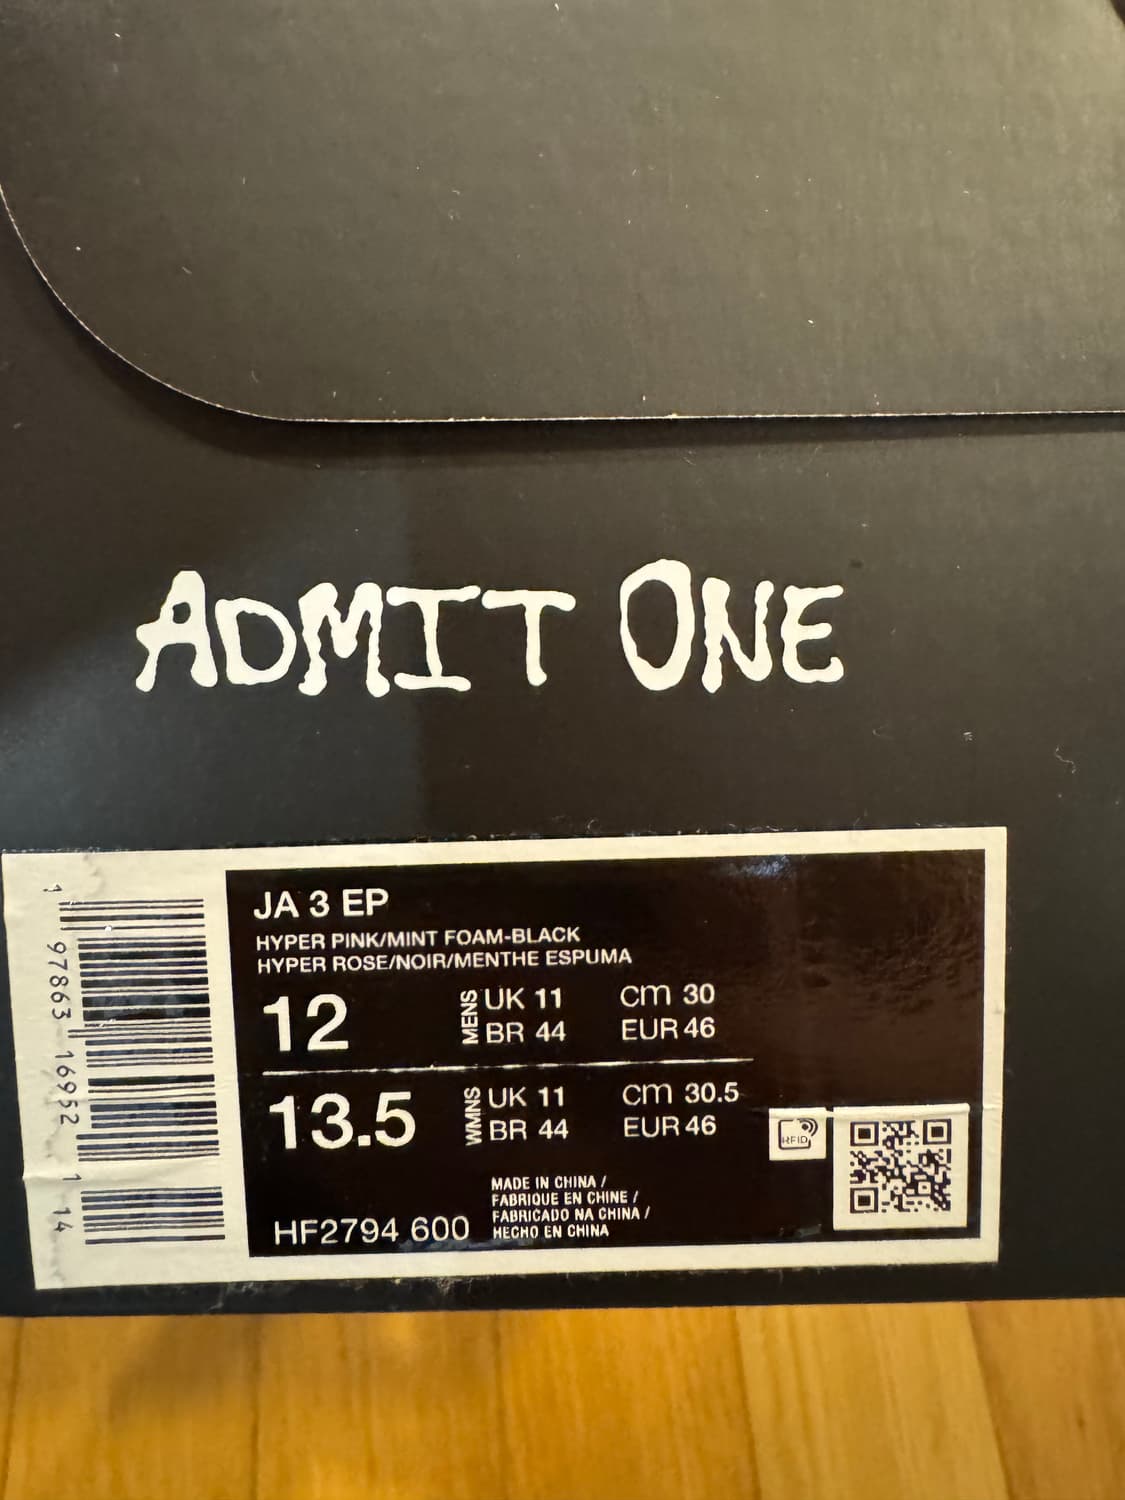 ADMIT ONE
JA 3 EP
HYPER PINK/MINT FOAM-BLACK
HYPER ROSE/NOIR/MENTHE ESPUMA
12 MENS UK 11 cm 30
BR 44 EUR 46
13.5 WMNS UK 11 cm 30.5
BR 44 EUR 46
MADE IN CHINA /
FABRIQUE EN CHINE /
FABRICADO NA CHINA /
HECHO EN CHINA
HF2794 600
RFID
1 97863 16952 1 14